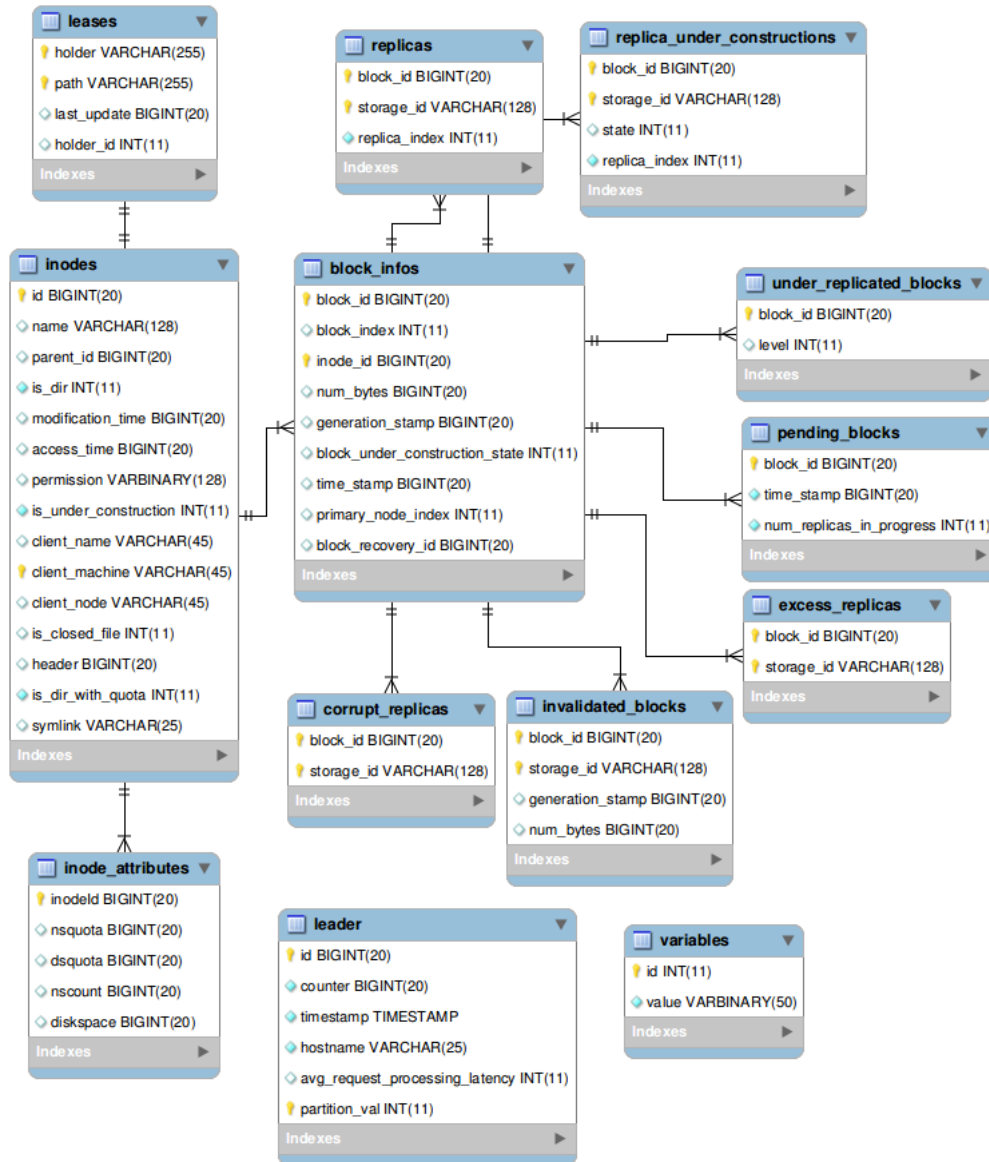 leases
holder VARCHAR(255)
path VARCHAR(255)
last_update BIGINT(20)
holder_id INT(11)
Indexes
replicas
block_id BIGINT(20)
storage_id VARCHAR(128)
replica_index INT(11)
Indexes
replica_under_constructions
block_id BIGINT(20)
storage_id VARCHAR(128)
state INT(11)
replica_index INT(11)
Indexes
inodes
id BIGINT(20)
name VARCHAR(128)
parent_id BIGINT(20)
is_dir INT(11)
modification_time BIGINT(20)
access_time BIGINT(20)
permission VARBINARY(128)
is_under_construction INT(11)
client_name VARCHAR(45)
client_machine VARCHAR(45)
client_node VARCHAR(45)
is_closed_file INT(11)
header BIGINT(20)
is_dir_with_quota INT(11)
symlink VARCHAR(25)
Indexes
block_infos
block_id BIGINT(20)
block_index INT(11)
inode_id BIGINT(20)
num_bytes BIGINT(20)
generation_stamp BIGINT(20)
block_under_construction_state INT(11)
time_stamp BIGINT(20)
primary_node_index INT(11)
block_recovery_id BIGINT(20)
Indexes
under_replicated_blocks
block_id BIGINT(20)
level INT(11)
Indexes
pending_blocks
block_id BIGINT(20)
time_stamp BIGINT(20)
num_replicas_in_progress INT(11)
Indexes
excess_replicas
block_id BIGINT(20)
storage_id VARCHAR(128)
Indexes
corrupt_replicas
block_id BIGINT(20)
storage_id VARCHAR(128)
Indexes
invalidated_blocks
block_id BIGINT(20)
storage_id VARCHAR(128)
generation_stamp BIGINT(20)
num_bytes BIGINT(20)
Indexes
inode_attributes
inodeId BIGINT(20)
nsquota BIGINT(20)
dsquota BIGINT(20)
nscount BIGINT(20)
diskspace BIGINT(20)
Indexes
leader
id BIGINT(20)
counter BIGINT(20)
timestamp TIMESTAMP
hostname VARCHAR(25)
avg_request_processing_latency INT(11)
partition_val INT(11)
Indexes
variables
id INT(11)
value VARBINARY(50)
Indexes